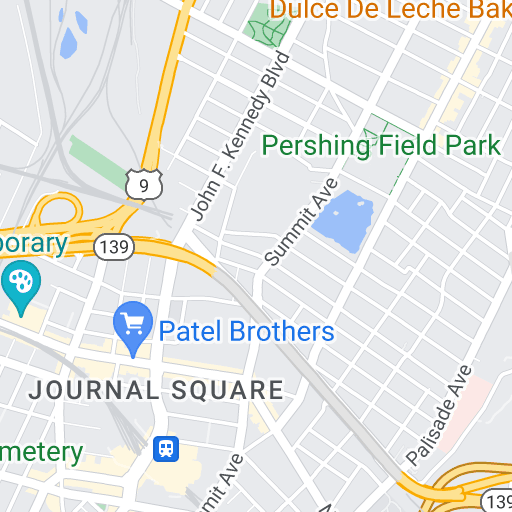 Dulce De Leche Bak
John F. Kennedy Blvd
Pershing Field Park
9
Summit Ave
139
porary
Patel Brothers
JOURNAL SQUARE
Palisade Ave
metery
mmit Ave
139